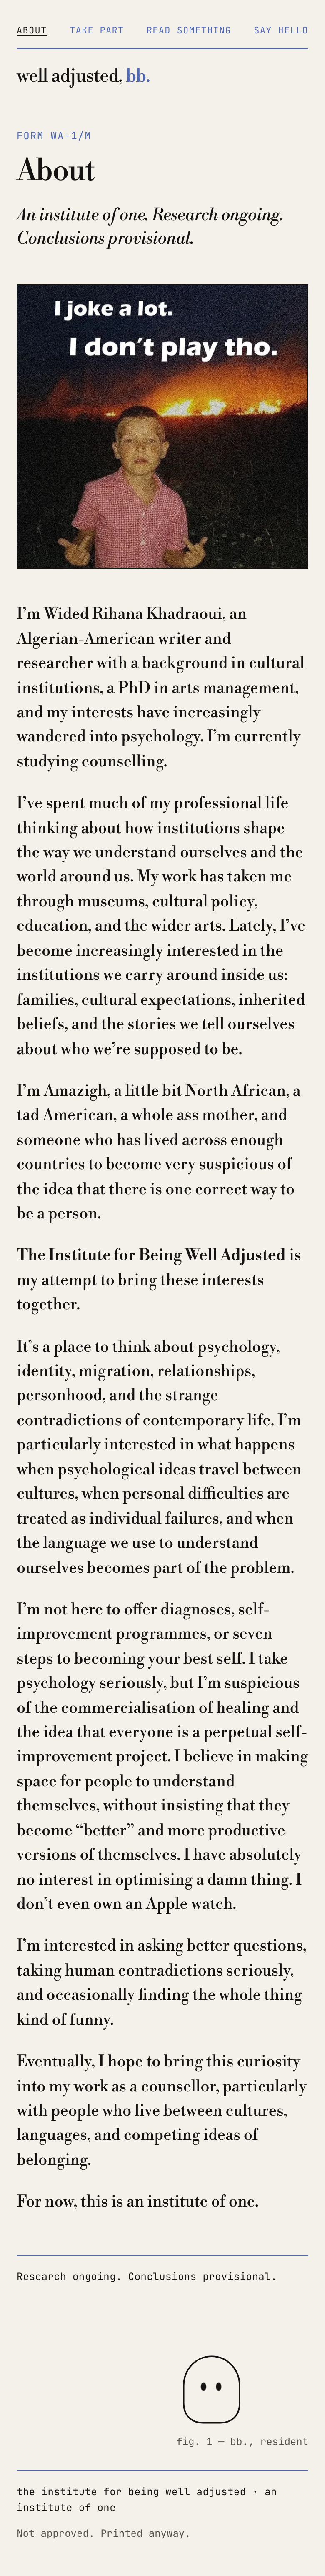 ABOUT TAKE PART READ SOMETHING SAY HELLO
well adjusted, bb.
FORM WA-1/M
About
An institute of one. Research ongoing.
Conclusions provisional.
I joke a lot.
I don't play tho.
I'm Wided Rihana Khadraoui, an
Algerian-American writer and
researcher with a background in cultural
institutions, a PhD in arts management,
and my interests have increasingly
wandered into psychology. I'm currently
studying counselling.
I've spent much of my professional life
thinking about how institutions shape
the way we understand ourselves and the
world around us. My work has taken me
through museums, cultural policy,
education, and the wider arts. Lately, I've
become increasingly interested in the
institutions we carry around inside us:
families, cultural expectations, inherited
beliefs, and the stories we tell ourselves
about who we're supposed to be.
I'm Amazigh, a little bit North African, a
tad American, a whole ass mother, and
someone who has lived across enough
countries to become very suspicious of
the idea that there is one correct way to
be a person.
The Institute for Being Well Adjusted is
my attempt to bring these interests
together.
It's a place to think about psychology,
identity, migration, relationships,
personhood, and the strange
contradictions of contemporary life. I'm
particularly interested in what happens
when psychological ideas travel between
cultures, when personal difficulties are
treated as individual failures, and when
the language we use to understand
ourselves becomes part of the problem.
I'm not here to offer diagnoses, self-
improvement programmes, or seven
steps to becoming your best self. I take
psychology seriously, but I'm suspicious
of the commercialisation of healing and
the idea that everyone is a perpetual self-
improvement project. I believe in making
space for people to understand
themselves, without insisting that they
become “better” and more productive
versions of themselves. I have absolutely
no interest in optimising a damn thing. I
don't even own an Apple watch.
I'm interested in asking better questions,
taking human contradictions seriously,
and occasionally finding the whole thing
kind of funny.
Eventually, I hope to bring this curiosity
into my work as a counsellor, particularly
with people who live between cultures,
languages, and competing ideas of
belonging.
For now, this is an institute of one.
Research ongoing. Conclusions provisional.
fig. 1 — bb., resident
the institute for being well adjusted · an
institute of one
Not approved. Printed anyway.